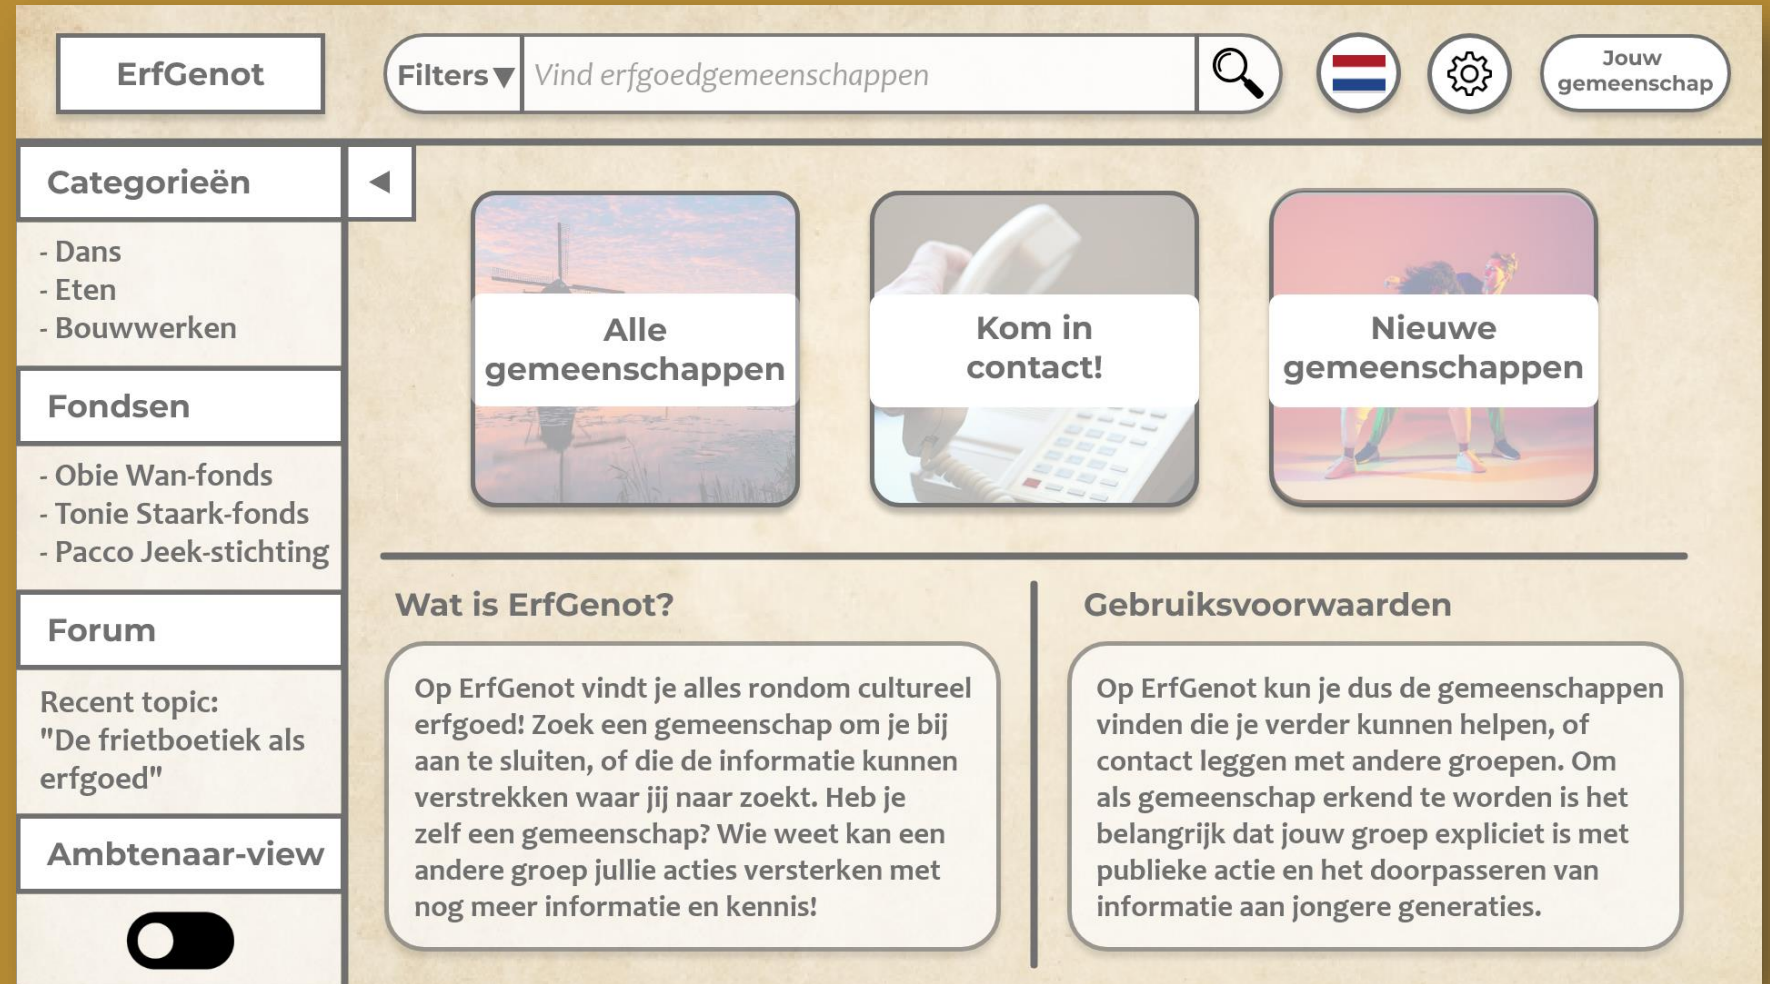 ErfGenot
Filters▼
Vind erfgoedgemeenschappen
Jouw
gemeenschap
Categorieën
- Dans
- Eten
- Bouwwerken
Fondsen
- Obie Wan-fonds
- Tonie Staark-fonds
- Pacco Jeek-stichting
Forum
Recent topic:
"De frietboetiek als
erfgoed"
Ambtenaar-view
Alle
gemeenschappen
Kom in
contact!
Nieuwe
gemeenschappen
Wat is ErfGenot?
Op ErfGenot vindt je alles rondom cultureel
erfgoed! Zoek een gemeenschap om je bij
aan te sluiten, of die de informatie kunnen
verstrekken waar jij naar zoekt. Heb je
zelf een gemeenschap? Wie weet kan een
andere groep jullie acties versterken met
nog meer informatie en kennis!
Gebruiksvoorwaarden
Op ErfGenot kun je dus de gemeenschappen
vinden die je verder kunnen helpen, of
contact leggen met andere groepen. Om
als gemeenschap erkend te worden is het
belangrijk dat jouw groep expliciet is met
publieke actie en het doorpasseren van
informatie aan jongere generaties.